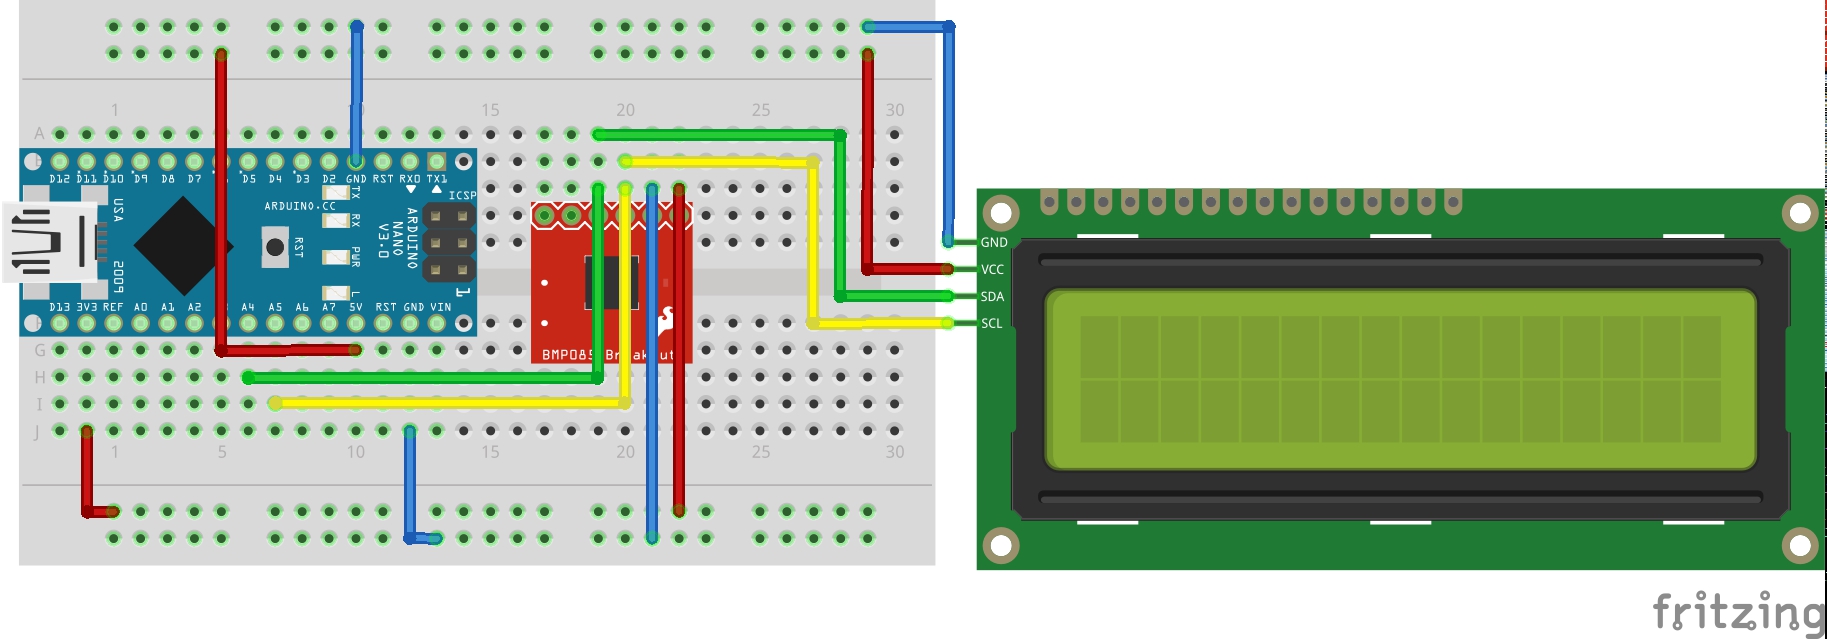 1 15 20 25 30
A
D12 D11 D10 D9 D8 D7 D5 D4 D3 D2 GND RST RX0 TX1
TX
ICSP
USA
ARDUINO.CC
RX
ARDUINO
NANO
V3.0
RST
PWR
2009
L
1
D13 3V3 REF A0 A1 A2 A4 A5 A6 A7 5V RST GND VIN
G
H
I
J
1 5 10 15 20 25 30
BMP085 Breakout
GND
VCC
SDA
SCL
fritzing